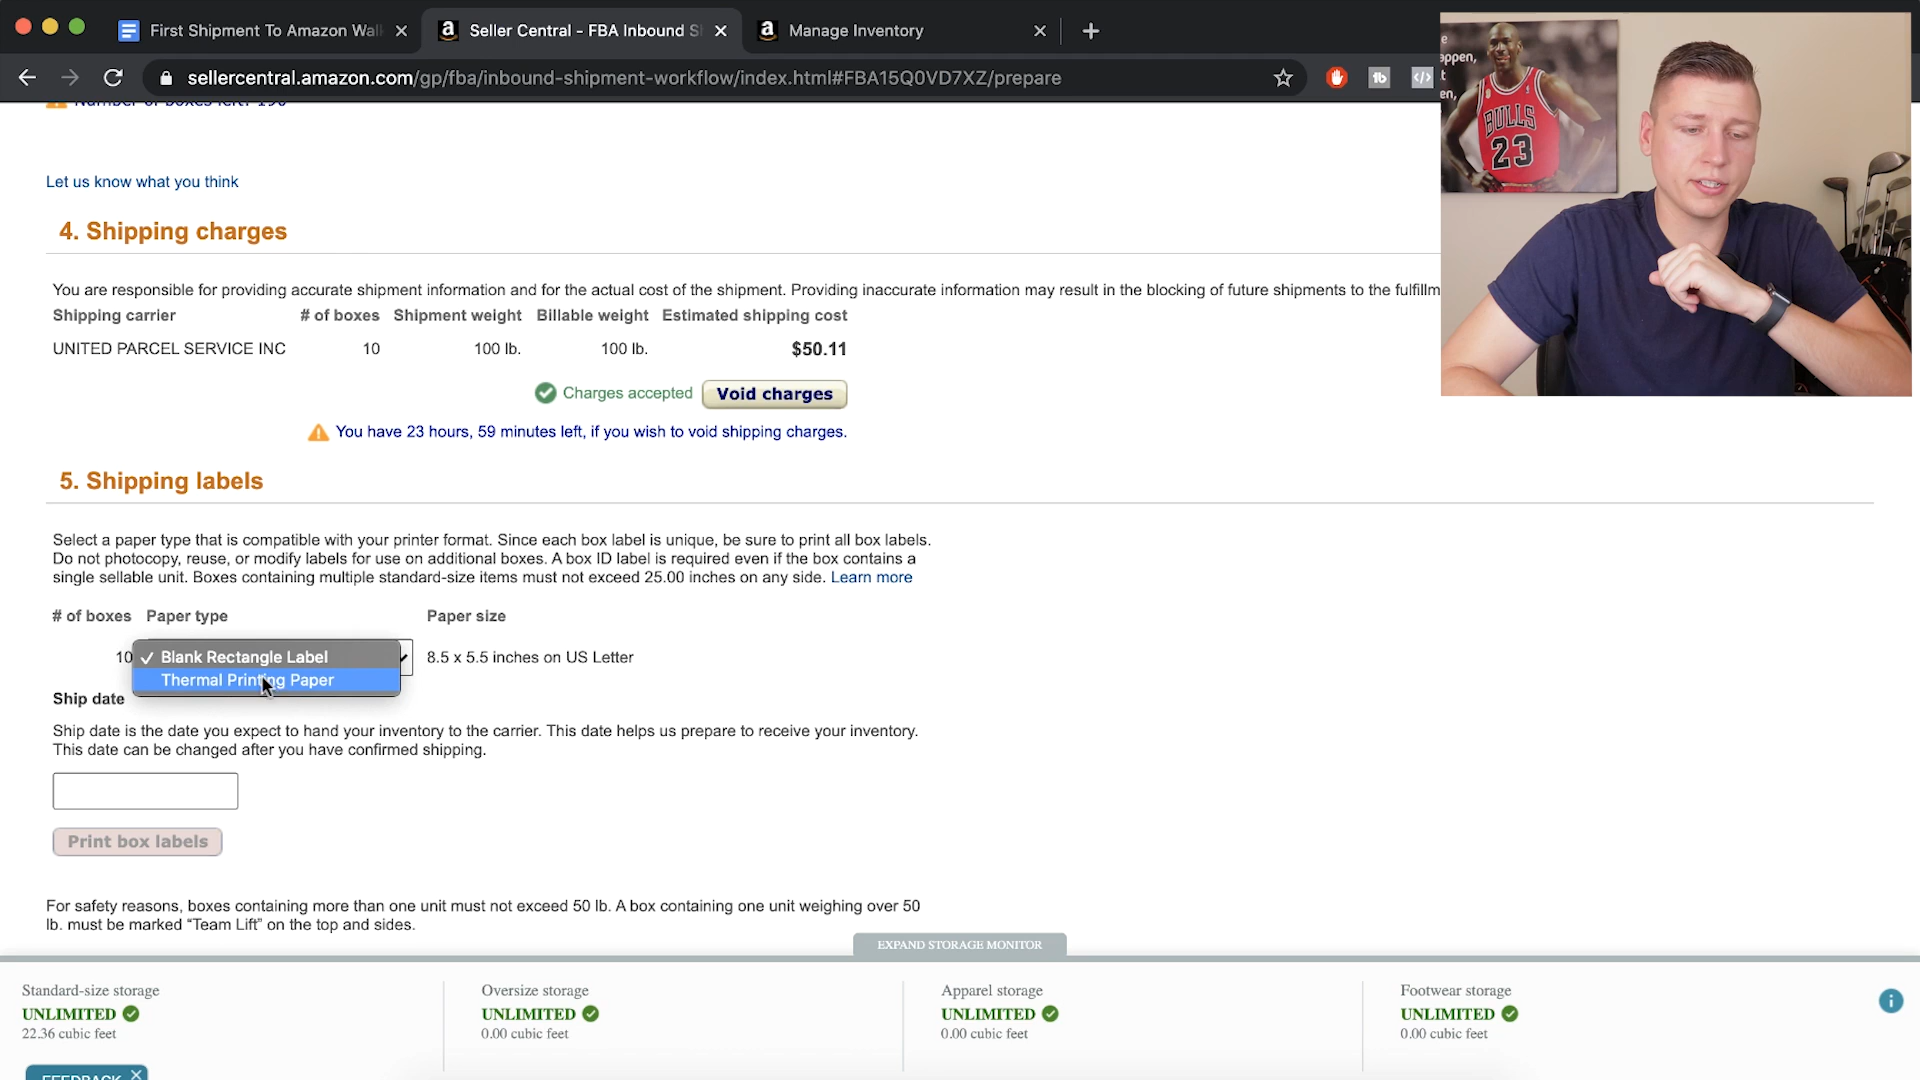 First Shipment To Amazon Wal
Seller Central - FBA Inbound S
Manage Inventory
sellercentral.amazon.com/gp/fba/inbound-shipment-workflow/index.html#FBA15Q0VD7XZ/prepare
Number of boxes left: 190
Let us know what you think
4. Shipping charges
You are responsible for providing accurate shipment information and for the actual cost of the shipment. Providing inaccurate information may result in the blocking of future shipments to the fulfillm
Shipping carrier # of boxes Shipment weight Billable weight Estimated shipping cost
UNITED PARCEL SERVICE INC 10 100 lb. 100 lb. $50.11
Charges accepted Void charges
You have 23 hours, 59 minutes left, if you wish to void shipping charges.
5. Shipping labels
Select a paper type that is compatible with your printer format. Since each box label is unique, be sure to print all box labels.
Do not photocopy, reuse, or modify labels for use on additional boxes. A box ID label is required even if the box contains a
single sellable unit. Boxes containing multiple standard-size items must not exceed 25.00 inches on any side. Learn more
# of boxes Paper type Paper size
10 ✓ Blank Rectangle Label 8.5 x 5.5 inches on US Letter
Thermal Printing Paper
Ship date
Ship date is the date you expect to hand your inventory to the carrier. This date helps us prepare to receive your inventory.
This date can be changed after you have confirmed shipping.
Print box labels
For safety reasons, boxes containing more than one unit must not exceed 50 lb. A box containing one unit weighing over 50
lb. must be marked “Team Lift” on the top and sides.
EXPAND STORAGE MONITOR
Standard-size storage
UNLIMITED
22.36 cubic feet
Oversize storage
UNLIMITED
0.00 cubic feet
Apparel storage
UNLIMITED
0.00 cubic feet
Footwear storage
UNLIMITED
0.00 cubic feet
FEEDBACK
BULLS
23